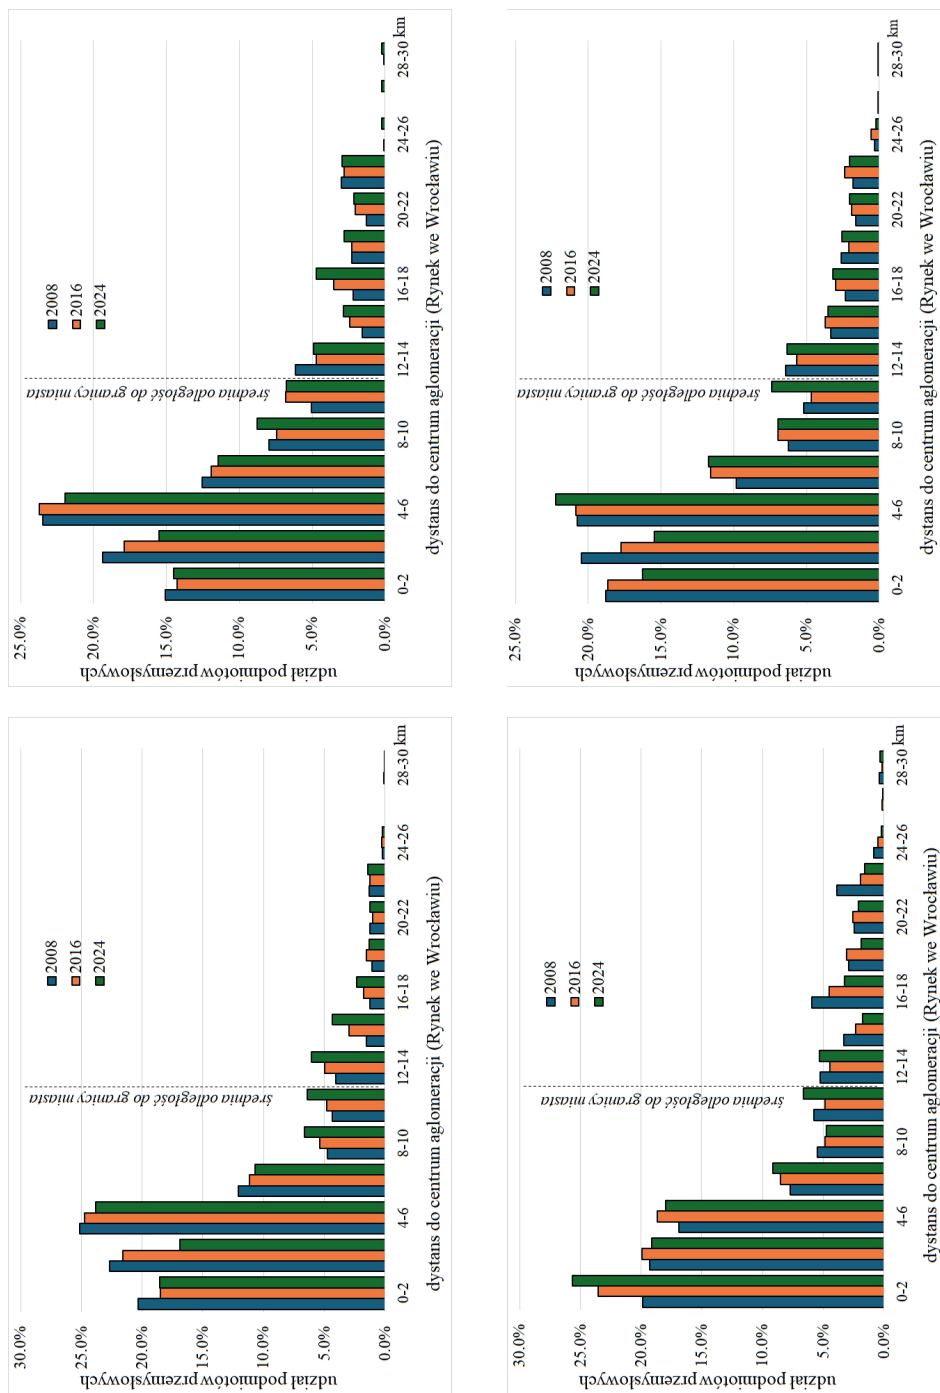 udział podmiotów przemysłowych
30.0%
25.0%
20.0%
15.0%
10.0%
5.0%
0.0%
2008
2016
2024
średnia odległość do granicy miasta
0-2 4-6 8-10 12-14 16-18 20-22 24-26 28-30 km
dystans do centrum aglomeracji (Rynek we Wrocławiu)
udział podmiotów przemysłowych
25.0%
20.0%
15.0%
10.0%
5.0%
0.0%
2008
2016
2024
średnia odległość do granicy miasta
0-2 4-6 8-10 12-14 16-18 20-22 24-26 28-30 km
dystans do centrum aglomeracji (Rynek we Wrocławiu)
udział podmiotów przemysłowych
30.0%
25.0%
20.0%
15.0%
10.0%
5.0%
0.0%
2008
2016
2024
średnia odległość do granicy miasta
0-2 4-6 8-10 12-14 16-18 20-22 24-26 28-30 km
dystans do centrum aglomeracji (Rynek we Wrocławiu)
udział podmiotów przemysłowych
25.0%
20.0%
15.0%
10.0%
5.0%
0.0%
2008
2016
2024
średnia odległość do granicy miasta
0-2 4-6 8-10 12-14 16-18 20-22 24-26 28-30 km
dystans do centrum aglomeracji (Rynek we Wrocławiu)